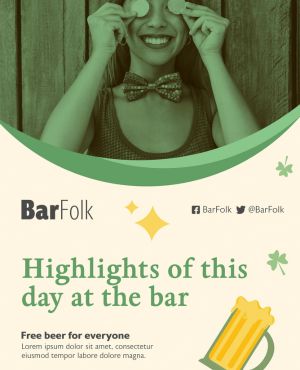 BarFolk
BarFolk @BarFolk
Highlights of this
day at the bar
Free beer for everyone
Lorem ipsum dolor sit amet, consectetur
eiusmod tempor dolore magna.